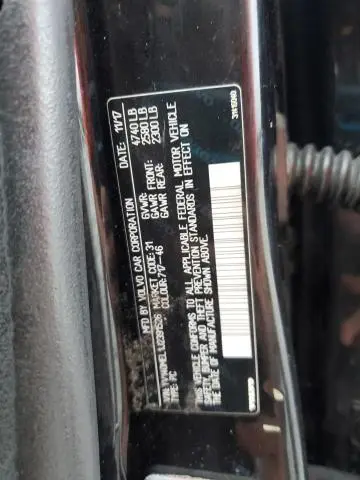 MFD BY VOLVO CAR CORPORATION DATE: 11/17
GVWR: 4740 LB
GAWR FRONT: 2580 LB
GAWR REAR: 2300 LB
MARKET CODE: 31
COLOUR: 717-46
TYPE: PC
THIS VEHICLE CONFORMS TO ALL APPLICABLE FEDERAL MOTOR VEHICLE
SAFETY, BUMPER AND THEFT PREVENTION STANDARDS IN EFFECT ON
THE DATE OF MANUFACTURE SHOWN ABOVE.
VOLVO